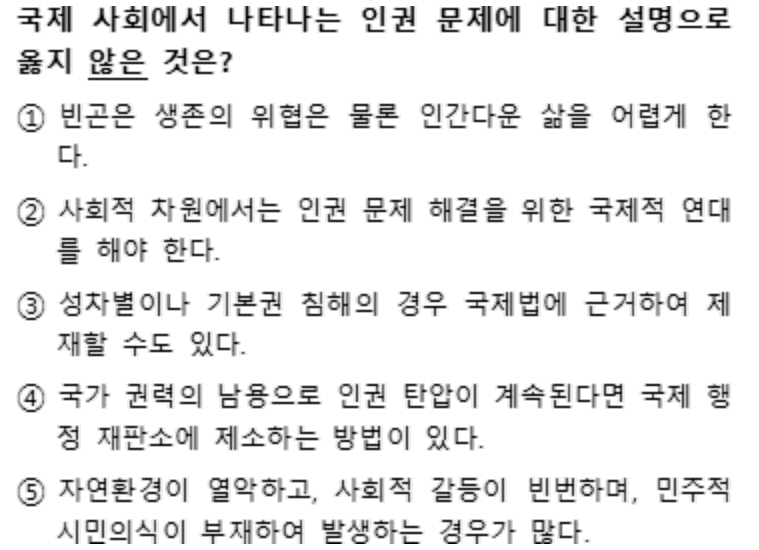 국제 사회에서 나타나는 인권 문제에 대한 설명으로
옳지 않은 것은?
① 빈곤은 생존의 위협은 물론 인간다운 삶을 어렵게 한
다.
② 사회적 차원에서는 인권 문제 해결을 위한 국제적 연대
를 해야 한다.
③ 성차별이나 기본권 침해의 경우 국제법에 근거하여 제
재할 수도 있다.
④ 국가 권력의 남용으로 인권 탄압이 계속된다면 국제 행
정 재판소에 제소하는 방법이 있다.
⑤ 자연환경이 열악하고, 사회적 갈등이 빈번하며, 민주적
시민의식이 부재하여 발생하는 경우가 많다.